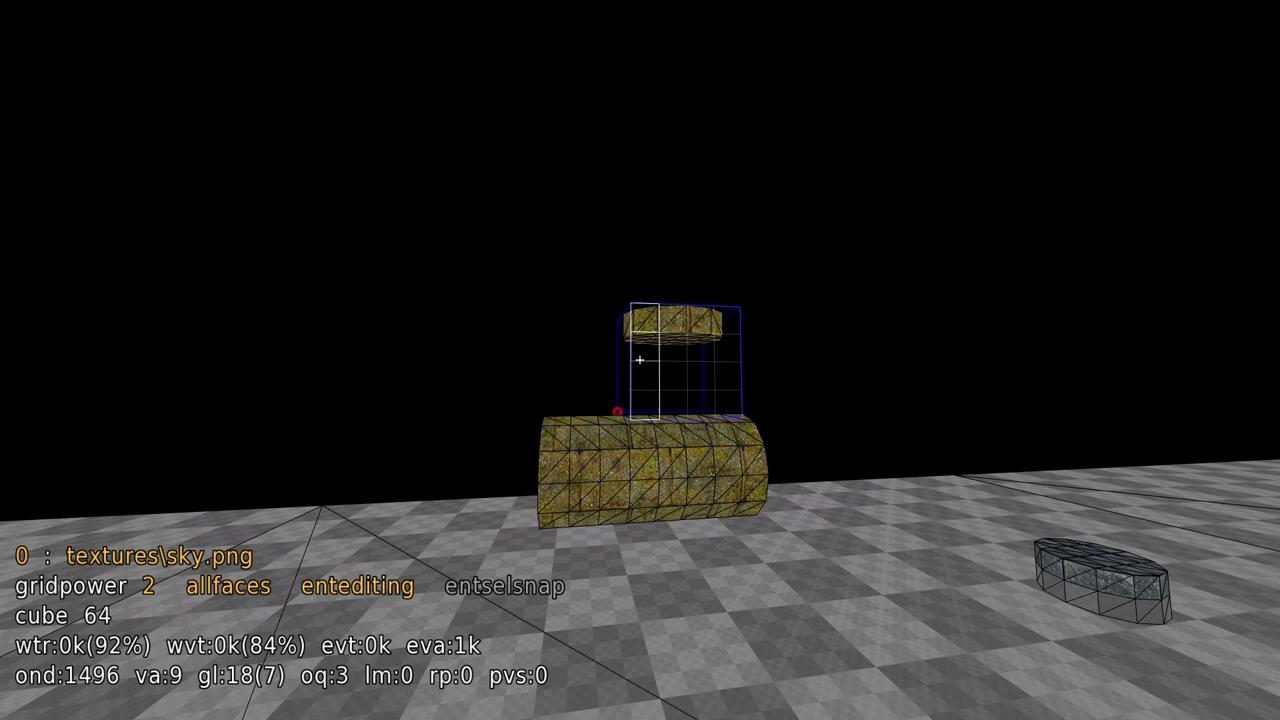 0 : textures\sky.png
gridpower 2 allfaces entediting entselsnap
cube 64
wtr:0k(92%) wvt:0k(84%) evt:0k eva:1k
ond:1496 va:9 gl:18(7) oq:3 lm:0 rp:0 pvs:0